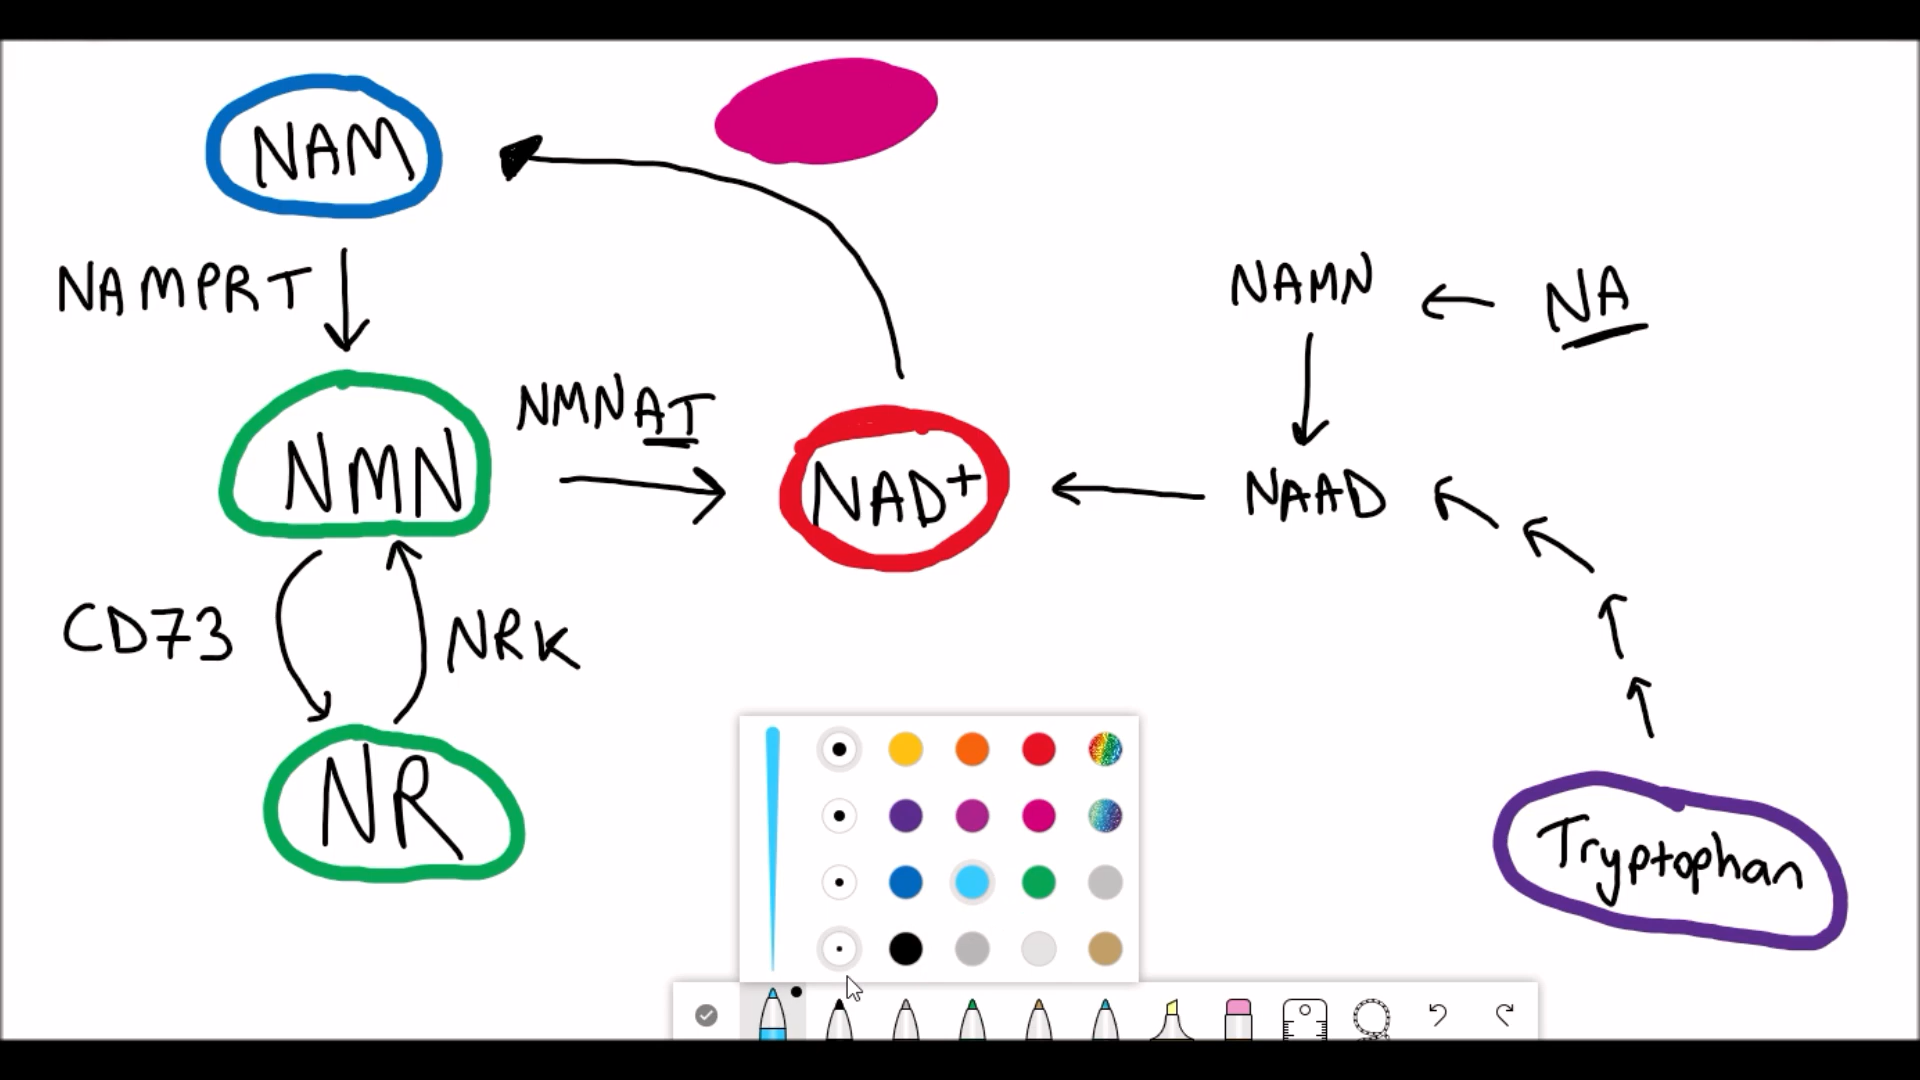 NAM
NAMPRT
NMN
NMNAT
NAD+
CD73
NRK
NR
NAMN
NA
NAAD
Tryptophan